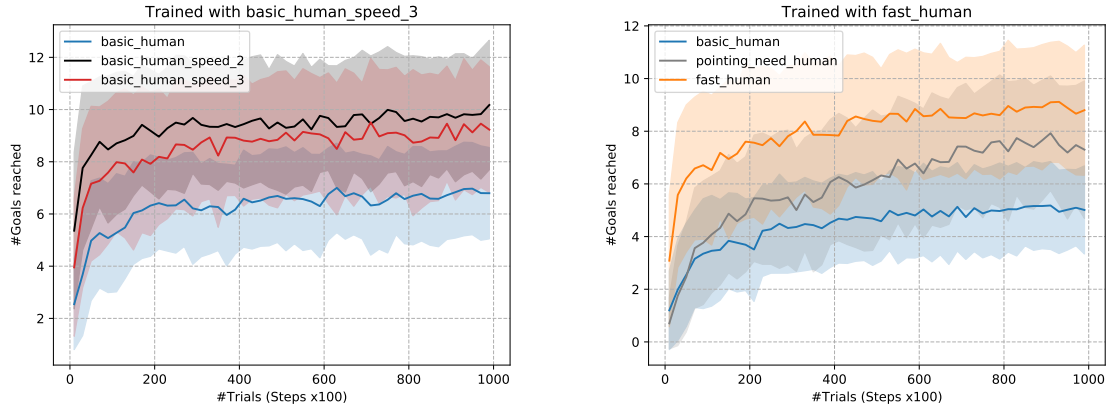 Trained with basic_human_speed_3
basic_human
basic_human_speed_2
basic_human_speed_3
#Goals reached
12
10
8
6
4
2
0 200 400 600 800 1000
#Trials (Steps x100)
Trained with fast_human
basic_human
pointing_need_human
fast_human
#Goals reached
12
10
8
6
4
2
0
0 200 400 600 800 1000
#Trials (Steps x100)